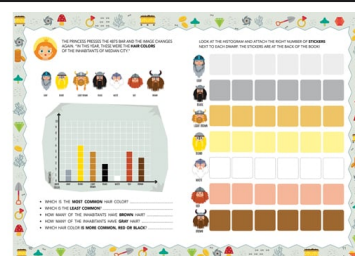 THE PRINCESS PRESSES THE KEYS BACK AND THE IMAGE CHANGES
AGAIN. "IN THIS YEAR, THESE WERE THE HAIR COLORS
OF THE INHABITANTS OF MEDIAN CITY."
WHICH IS THE MOST COMMON HAIR COLOR?
WHICH IS THE LEAST COMMON?
HOW MANY OF THE INHABITANTS HAVE BROWN HAIR?
HOW MANY OF THE INHABITANTS HAVE GRAY HAIR?
WHICH HAIR COLOR IS MORE COMMON, RED OR BLACK?
LOOK AT THE HISTOGRAM AND ATTACH THE RIGHT NUMBER OF STICKERS
NEXT TO EACH DWARF. THE STICKERS ARE AT THE BACK OF THE BOOK!